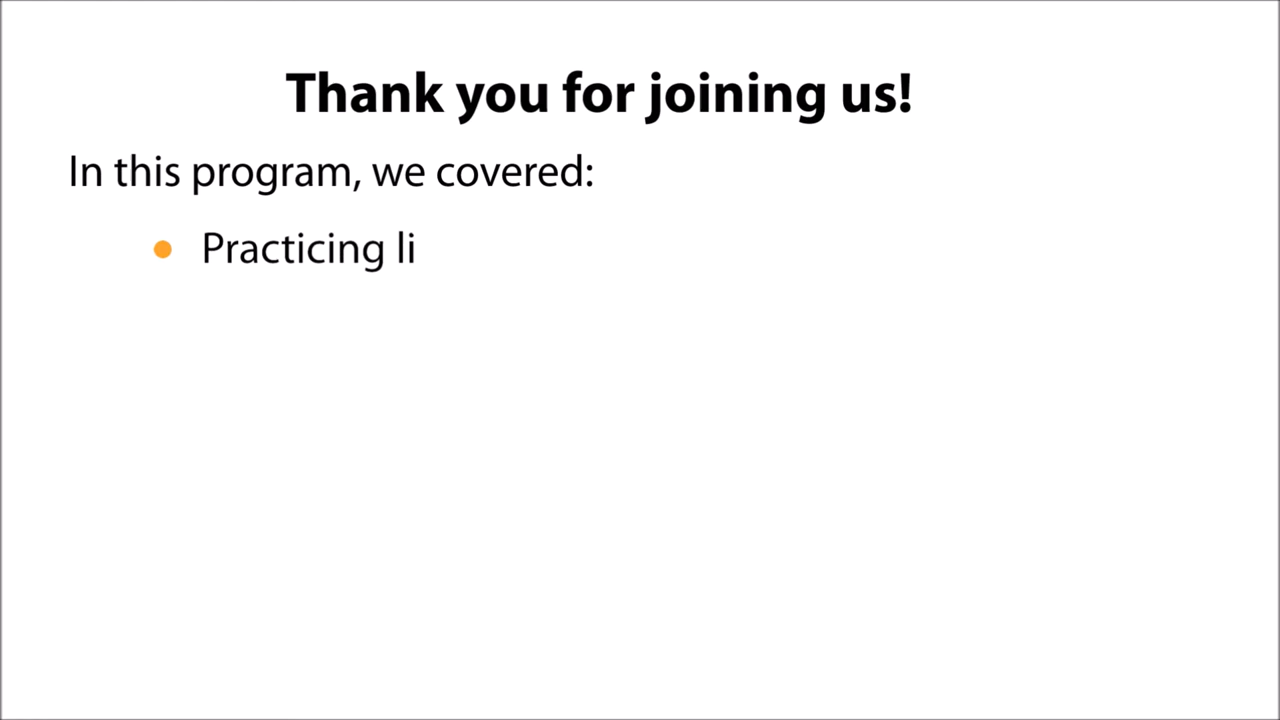 Thank you for joining us!
In this program, we covered:
Practicing li